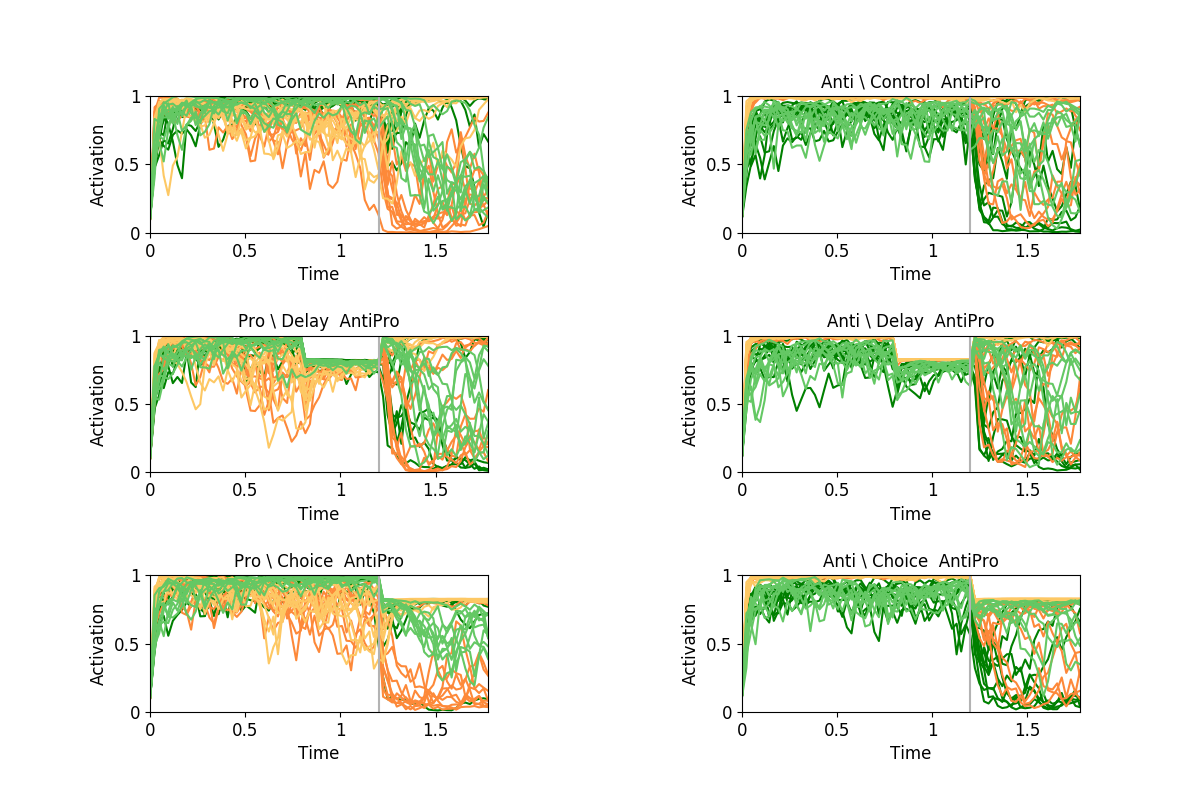 Pro \ Control  AntiPro
1
0.5
0
Activation
0
0.5
1
1.5
Time
Anti \ Control  AntiPro
1
0.5
0
Activation
0
0.5
1
1.5
Time
Pro \ Delay  AntiPro
1
0.5
0
Activation
0
0.5
1
1.5
Time
Anti \ Delay  AntiPro
1
0.5
0
Activation
0
0.5
1
1.5
Time
Pro \ Choice  AntiPro
1
0.5
0
Activation
0
0.5
1
1.5
Time
Anti \ Choice  AntiPro
1
0.5
0
Activation
0
0.5
1
1.5
Time